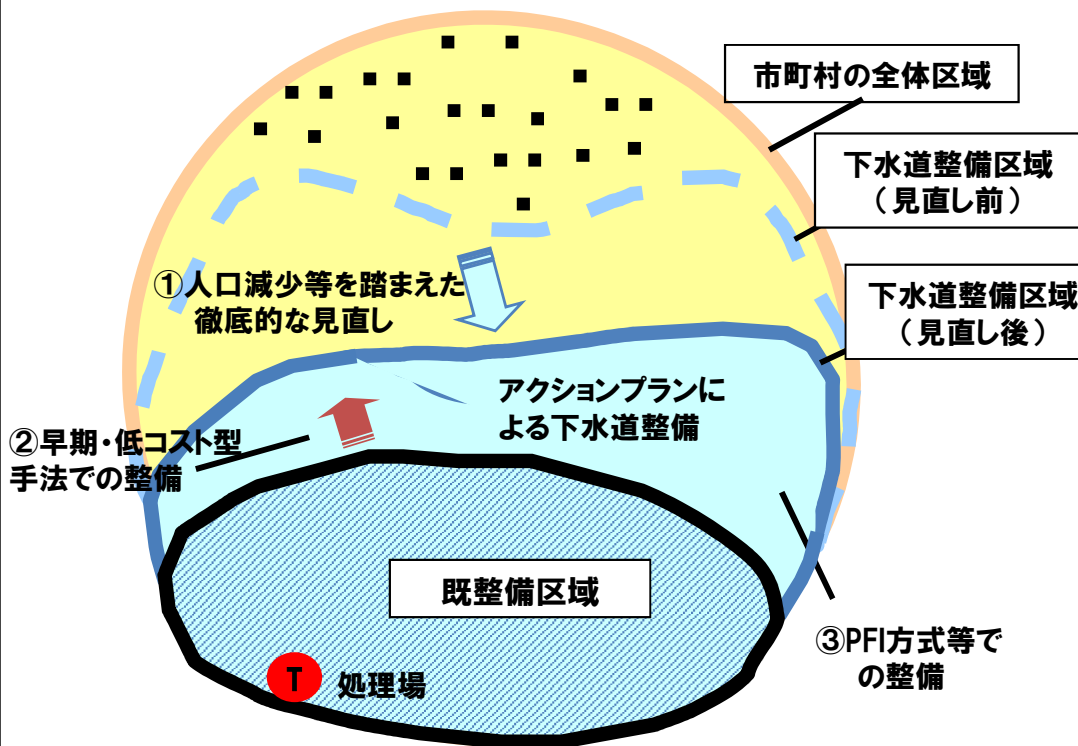 市町村の全体区域
下水道整備区域
（見直し前）
①人口減少等を踏まえた
徹底的な見直し
下水道整備区域
（見直し後）
アクションプランに
よる下水道整備
②早期・低コスト型
手法での整備
既整備区域
③PFI方式等で
の整備
T
処理場